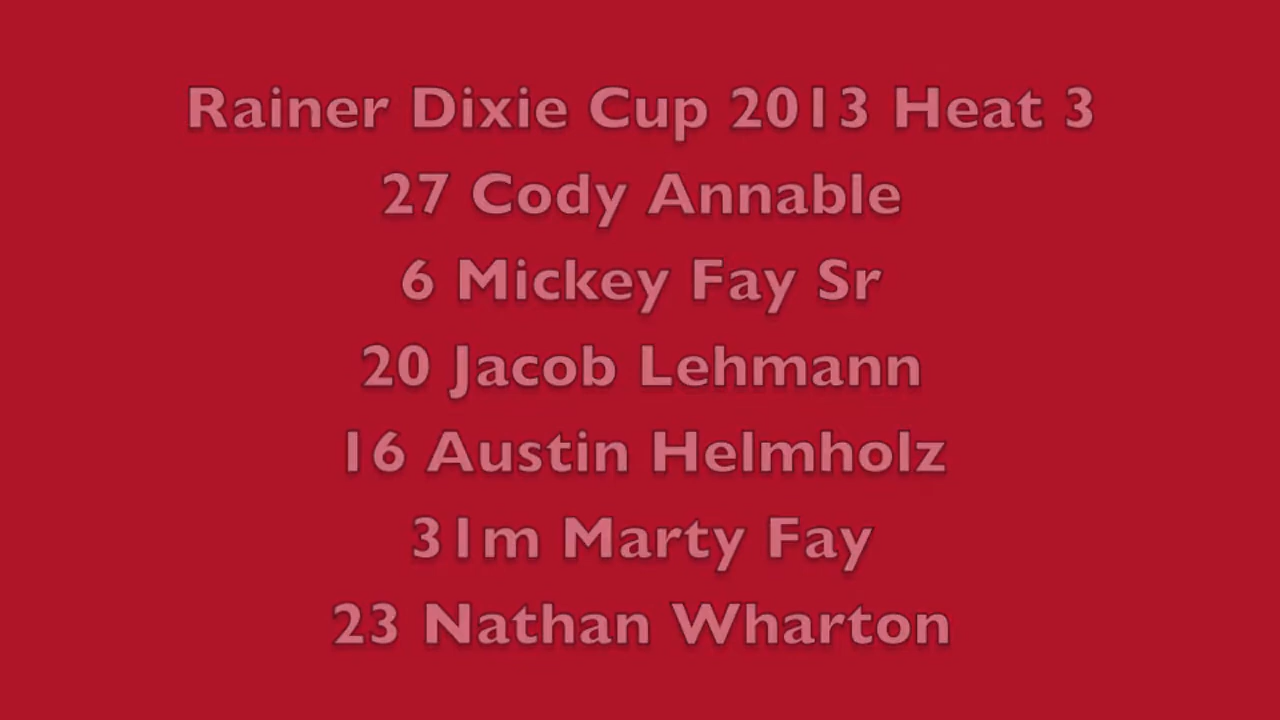 Rainer Dixie Cup 2013 Heat 3
27 Cody Annable
6 Mickey Fay Sr
20 Jacob Lehmann
16 Austin Helmholz
31m Marty Fay
23 Nathan Wharton